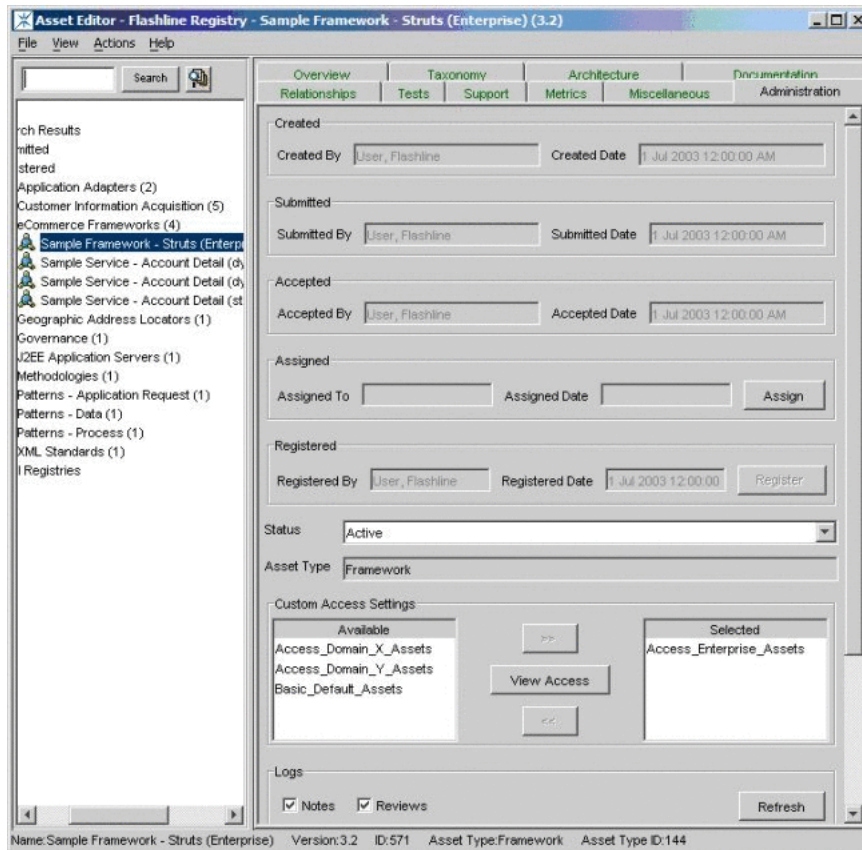 Asset Editor - Flashline Registry - Sample Framework - Struts (Enterprise) (3.2)
File View Actions Help
Search
rch Results
mitted
stered
Application Adapters (2)
Customer Information Acquisition (5)
eCommerce Frameworks (4)
Sample Framework - Struts (Enterpr
Sample Service - Account Detail (dy
Sample Service - Account Detail (dy
Sample Service - Account Detail (st
Geographic Address Locators (1)
Governance (1)
J2EE Application Servers (1)
Methodologies (1)
Patterns - Application Request (1)
Patterns - Data (1)
Patterns - Process (1)
XML Standards (1)
l Registries
Overview Taxonomy Architecture Documentation
Relationships Tests Support Metrics Miscellaneous Administration
Created
Created By User, Flashline Created Date 1 Jul 2003 12:00:00 AM
Submitted
Submitted By User, Flashline Submitted Date 1 Jul 2003 12:00:00 AM
Accepted
Accepted By User, Flashline Accepted Date 1 Jul 2003 12:00:00 AM
Assigned
Assigned To Assigned Date Assign
Registered
Registered By User, Flashline Registered Date 1 Jul 2003 12:00:00 Register
Status Active
Asset Type Framework
Custom Access Settings
Available
Access_Domain_X_Assets
Access_Domain_Y_Assets
Basic_Default_Assets
>>
View Access
<<
Selected
Access_Enterprise_Assets
Logs
Notes Reviews Refresh
Name:Sample Framework - Struts (Enterprise) Version:3.2 ID:571 Asset Type:Framework Asset Type ID:144